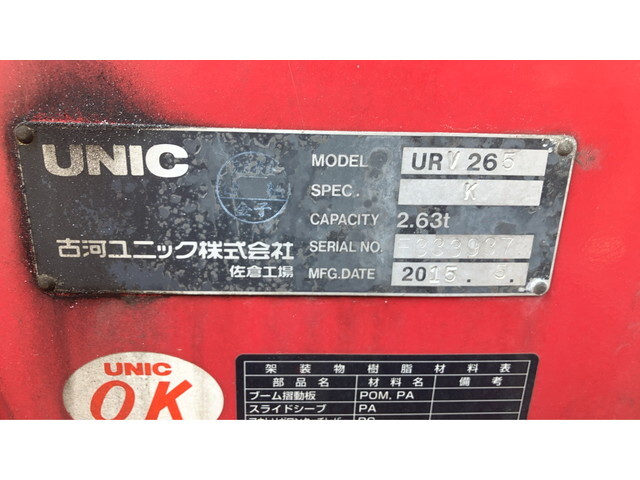 UNIC
MODEL URV265
SPEC. K
CAPACITY 2.63t
古河ユニック株式会社
SERIAL NO.
佐倉工場
MFG.DATE 2015.
UNIC
OK
架装物樹脂材料表
部品名 材料名 備考
ブーム摺動板 POM, PA
スライドシーブ PA